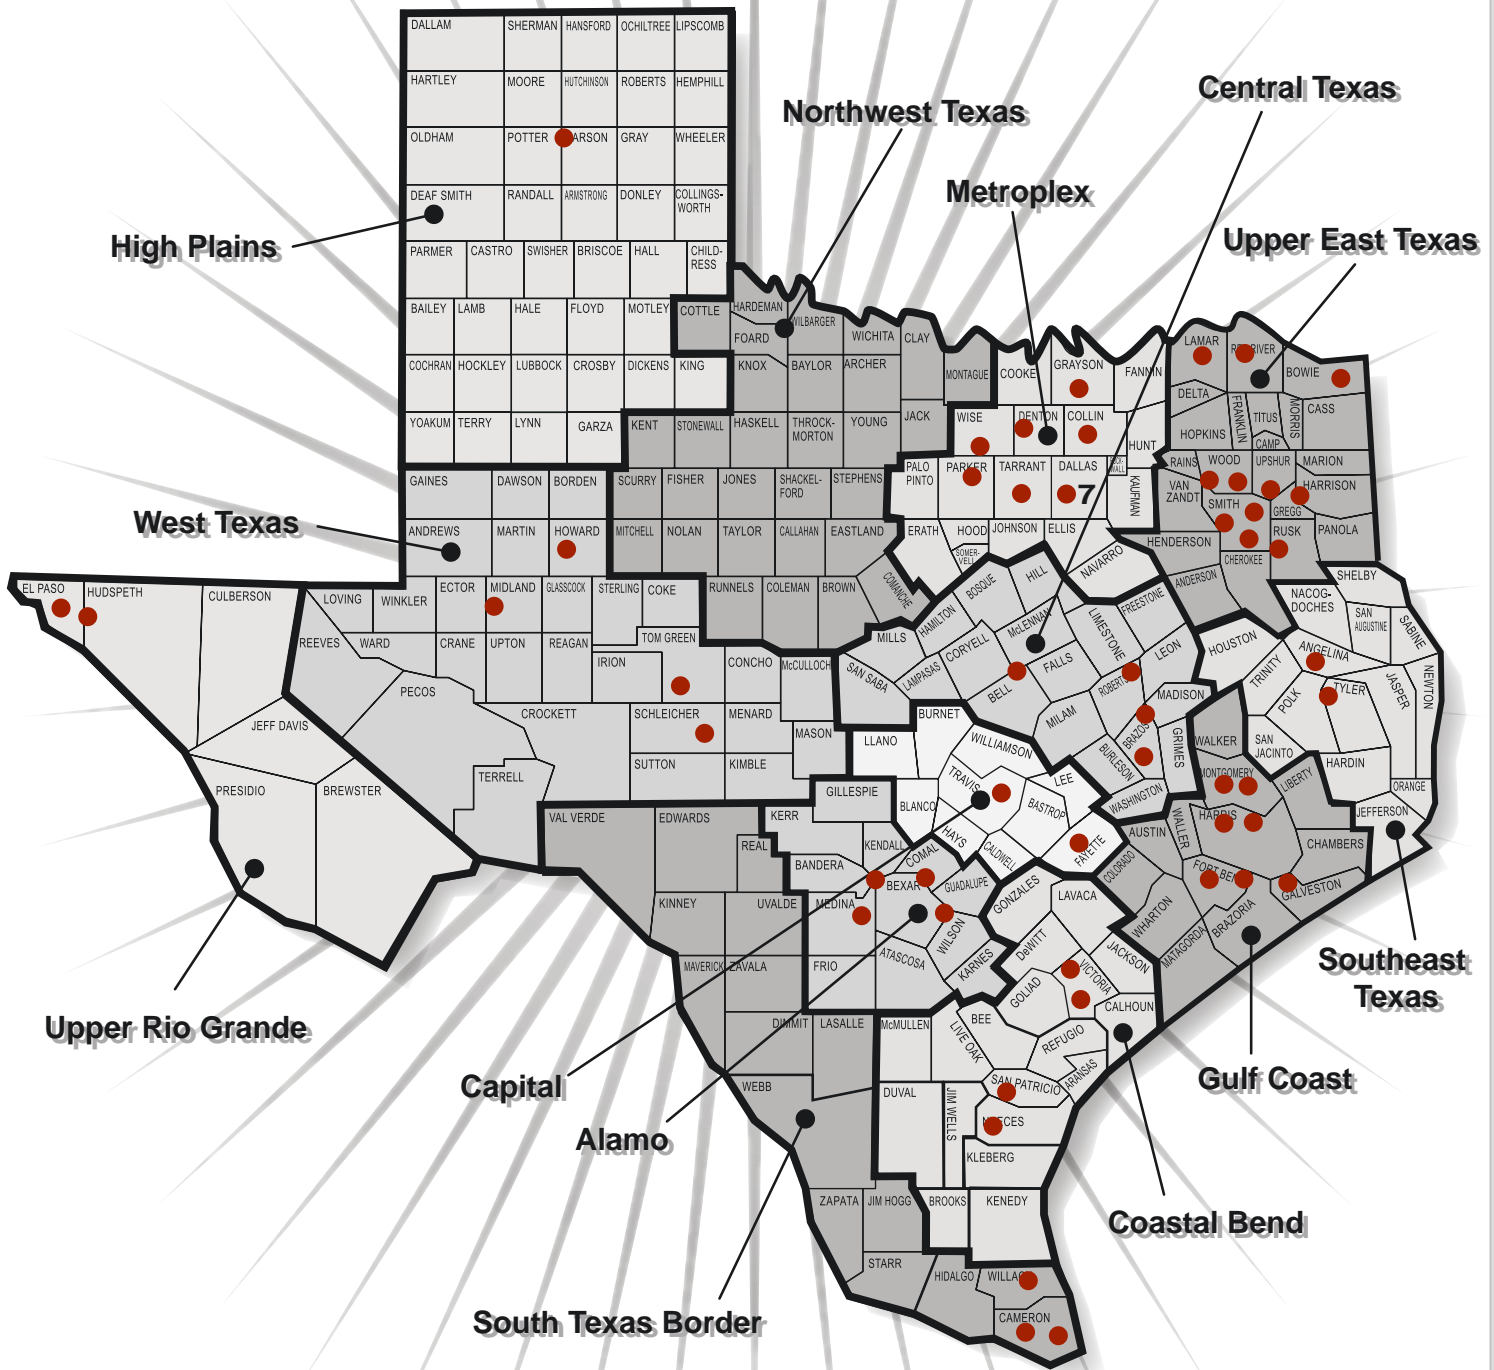 DALLAM SHERMAN HANSFORD OCHILTREE LIPSCOMB
HARTLEY MOORE HUTCHINSON ROBERTS HEMPHILL
Central Texas
Northwest Texas
OLDHAM POTTER ARSON GRAY WHEELER
Metroplex
DEAF SMITH RANDALL ARMSTRONG DONLEY COLLINGS-
WORTH
High Plains
Upper East Texas
PARMER CASTRO SWISHER BRISCOE HALL CHILD-
RESS
BAILEY LAMB HALE FLOYD MOTLEY COTTLE HARDEMAN WILBARGER
FOARD WICHITA CLAY
LAMAR RED RIVER BOWIE
COCHRAN HOCKLEY LUBBOCK CROSBY DICKENS KING KNOX BAYLOR ARCHER MONTAGUE COOKE GRAYSON FANNIN
DELTA FRANKLIN TITUS MORRIS CASS
YOAKUM TERRY LYNN GARZA KENT STONEWALL HASKELL THROCK-
MORTON YOUNG JACK WISE DENTON COLLIN HUNT HOPKINS CAMP
GAINES DAWSON BORDEN SCURRY FISHER JONES SHACKEL-
FORD STEPHENS PALO
PINTO PARKER TARRANT DALLAS 7 ROCK-
WALL KAUFMAN RAINS WOOD UPSHUR MARION
VAN
ZANDT SMITH GREGG HARRISON
West Texas
ANDREWS MARTIN HOWARD MITCHELL NOLAN TAYLOR CALLAHAN EASTLAND ERATH HOOD JOHNSON ELLIS
SOMER-
VELL NAVARRO HENDERSON RUSK PANOLA
CHEROKEE ANDERSON SHELBY
EL PASO HUDSPETH CULBERSON LOVING WINKLER ECTOR MIDLAND GLASSCOCK STERLING COKE RUNNELS COLEMAN BROWN COMANCHE
BOSQUE HILL FREESTONE NACOG-
DOCHES SAN
AUGUSTINE SABINE
REEVES WARD CRANE UPTON REAGAN TOM GREEN MILLS HAMILTON McLENNAN LIMESTONE LEON HOUSTON ANGELINA
IRION CONCHO McCULLOCH SAN SABA LAMPASAS CORYELL FALLS ROBERTS TRINITY NEWTON
PECOS BELL MADISON POLK TYLER JASPER
JEFF DAVIS CROCKETT SCHLEICHER MENARD MASON BURNET MILAM BRAZOS GRIMES WALKER SAN
JACINTO HARDIN
LLANO WILLIAMSON BURLESON
SUTTON KIMBLE LEE
TERRELL TRAVIS WASHINGTON MONTGOMERY LIBERTY ORANGE
PRESIDIO BREWSTER GILLESPIE BLANCO BASTROP
VAL VERDE EDWARDS KERR HAYS AUSTIN WALLER HARRIS JEFFERSON
REAL KENDALL COMAL CALDWELL FAYETTE COLORADO CHAMBERS
BANDERA BEXAR GUADALUPE FORT BEND GALVESTON
KINNEY UVALDE MEDINA GONZALES LAVACA WHARTON BRAZORIA
WILSON DeWITT MATAGORDA
MAVERICK ZAVALA FRIO ATASCOSA KARNES JACKSON
Southeast
Texas
GOLIAD VICTORIA
CALHOUN
Upper Rio Grande
DIMMIT LASALLE McMULLEN LIVE OAK BEE REFUGIO
Capital
WEBB DUVAL JIM WELLS SAN PATRICIO ARANSAS
Gulf Coast
NUECES
Alamo
KLEBERG
ZAPATA JIM HOGG BROOKS KENEDY
Coastal Bend
STARR HIDALGO WILLACY
South Texas Border
CAMERON